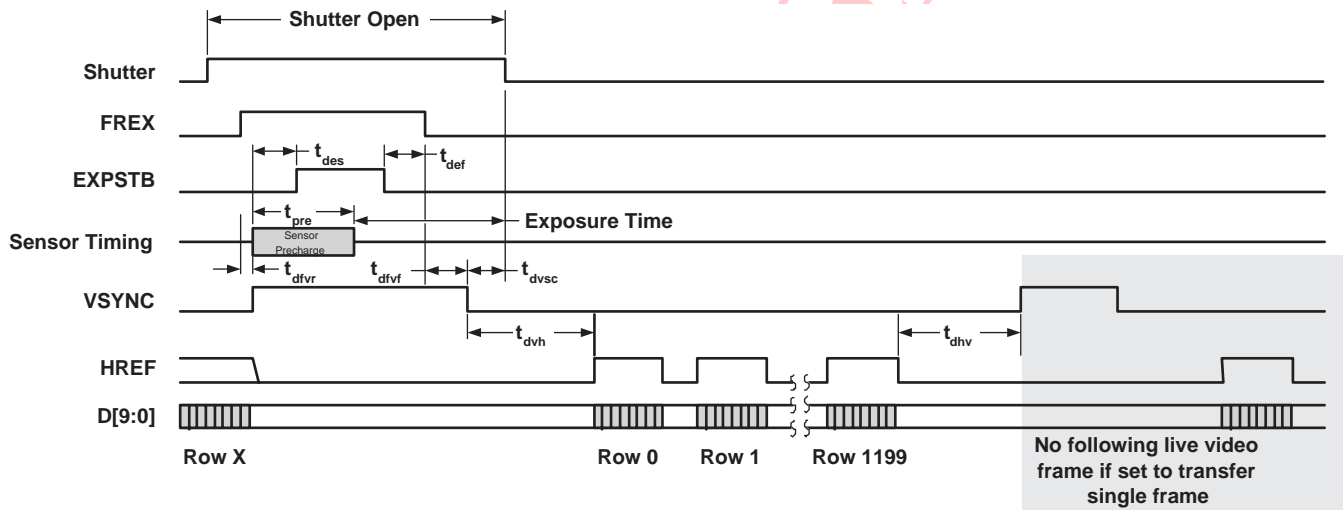 Shutter Open
Shutter
FREX
t des
t def
EXPSTB
t pre
Exposure Time
Sensor Timing
Sensor
Precharge
t dfvr
t dfvf
t dvsc
VSYNC
t dvh
t dhv
HREF
D[9:0]
Row X
Row 0
Row 1
Row 1199
No following live video
frame if set to transfer
single frame